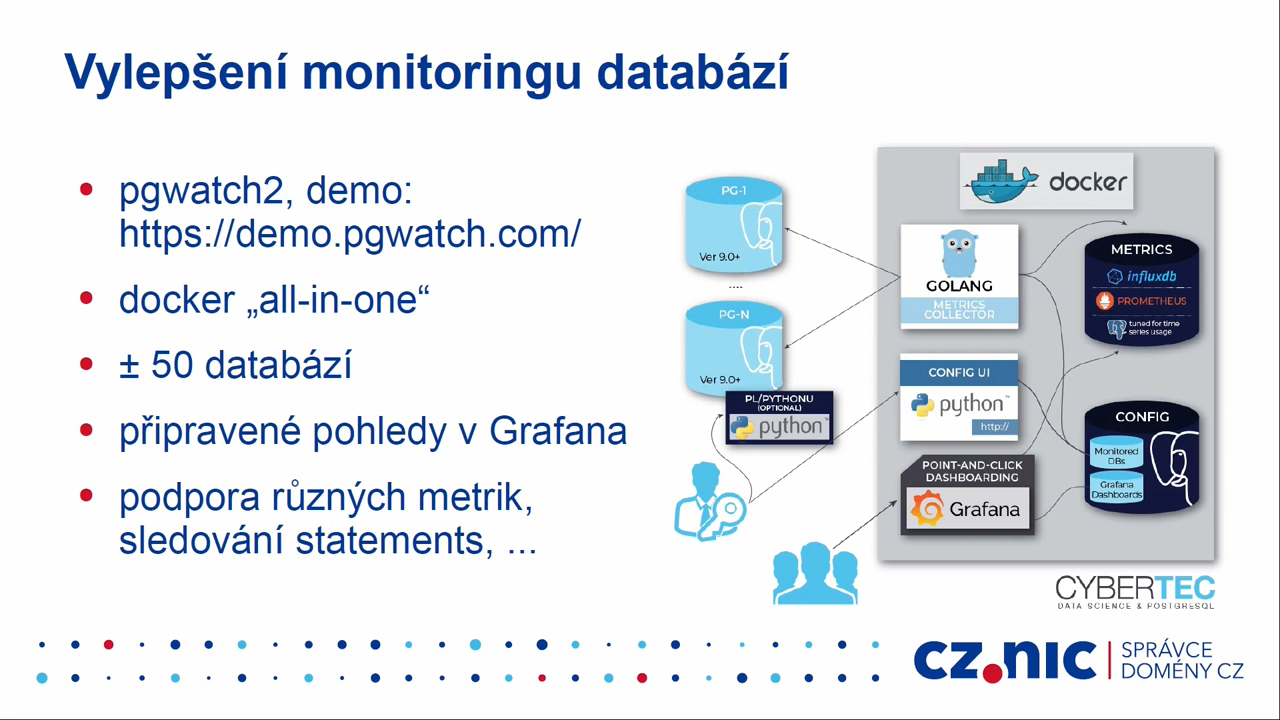 Vylepšení monitoringu databází
• pgwatch2, demo:
https://demo.pgwatch.com/
• docker „all-in-one“
• ± 50 databází
• připravené pohledy v Grafana
• podpora různých metrik,
sledování statements, ...
PG-1
Ver 9.0+
....
PG-N
Ver 9.0+
PL/PYTHONU
(OPTIONAL)
python™
docker
GOLANG
METRICS
COLLECTOR
CONFIG UI
python™
http://
POINT-AND-CLICK
DASHBOARDING
Grafana
METRICS
influxdb
PROMETHEUS
tuned for time
series usage
CONFIG
Monitored
DBs
Grafana
Dashboards
CYBERTEC
DATA SCIENCE & POSTGRESQL
CZ.NIC
SPRÁVCE
DOMÉNY CZ